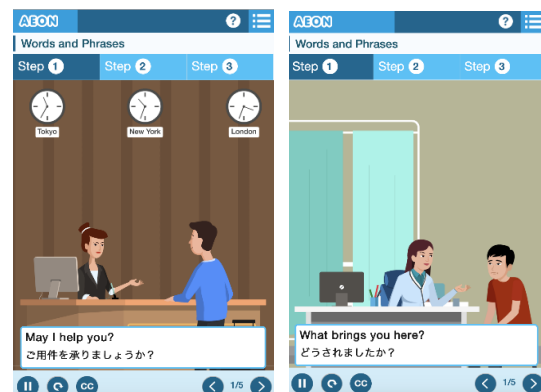 AEON
?
Words and Phrases
Step 1 Step 2 Step 3
Tokyo New York London
May I help you?
ご用件を承りましょうか？
CC 1/5
AEON
?
Words and Phrases
Step 1 Step 2 Step 3
What brings you here?
どうされましたか？
CC 1/5